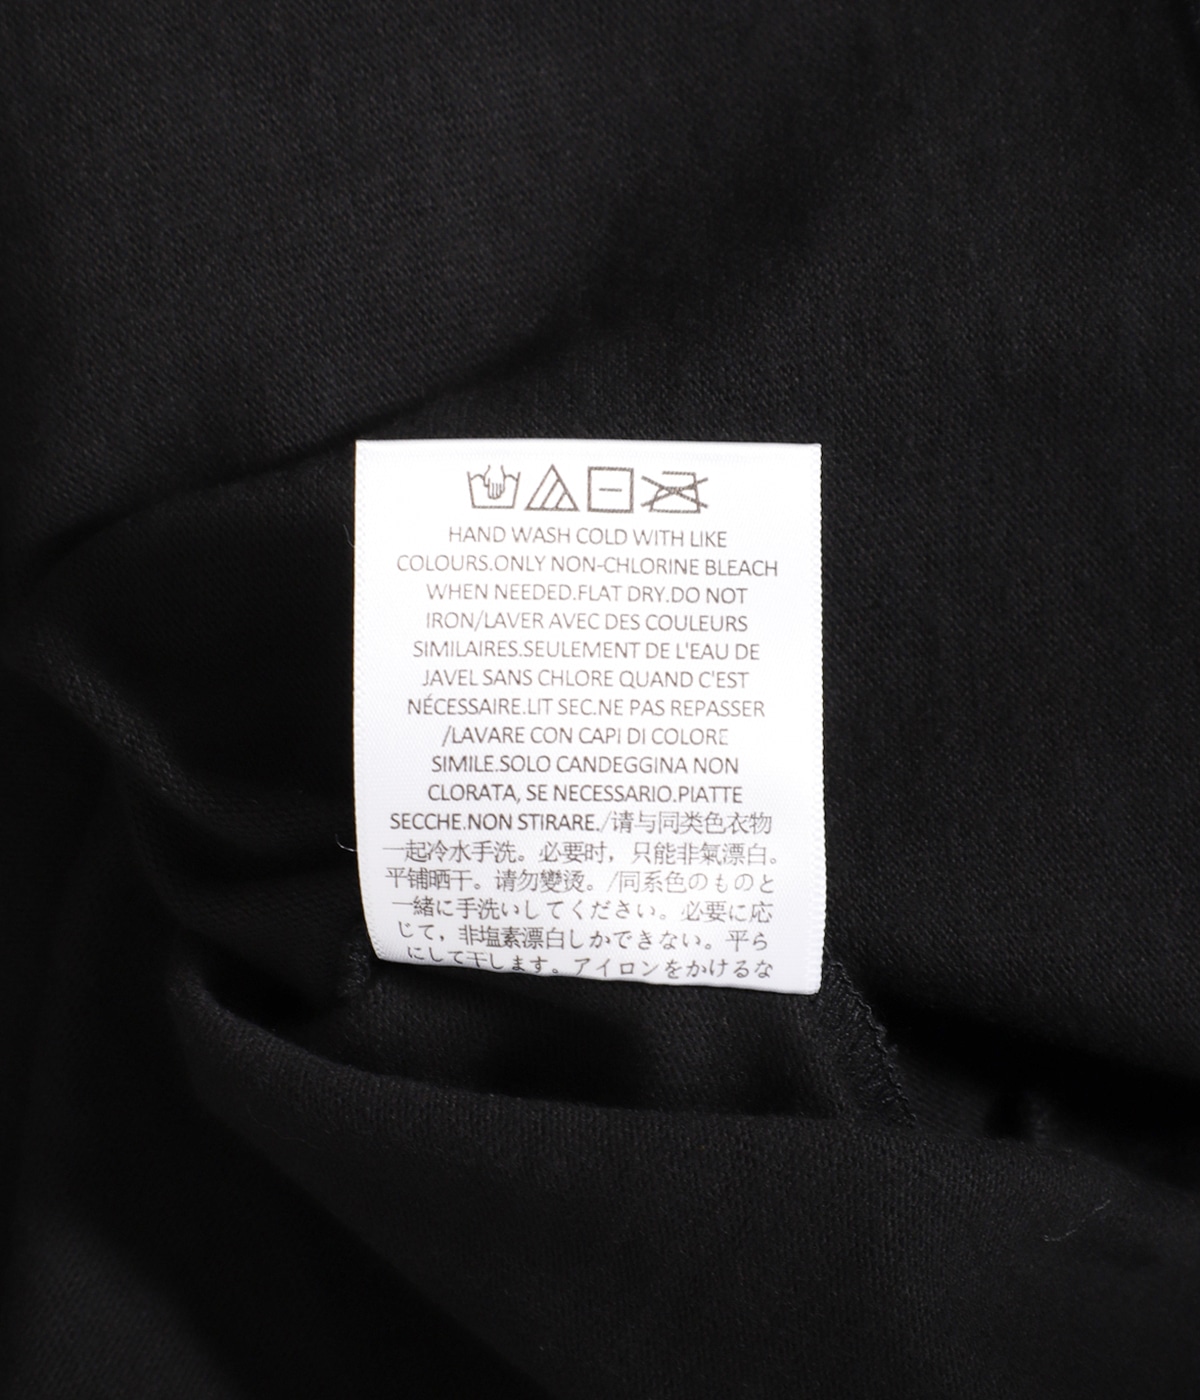 HAND WASH COLD WITH LIKE
COLOURS.ONLY NON-CHLORINE BLEACH
WHEN NEEDED.FLAT DRY.DO NOT
IRON/LAVER AVEC DES COULEURS
SIMILAIRES.SEULEMENT DE L'EAU DE
JAVEL SANS CHLORE QUAND C'EST
NÉCESSAIRE.LIT SEC.NE PAS REPASSER
/LAVARE CON CAPI DI COLORE
SIMILE.SOLO CANDEGGINA NON
CLORATA, SE NECESSARIO.PIATTE
SECCHE.NON STIRARE./请与同类色衣物
一起冷水手洗。必要时，只能非氣漂白。
平铺晒干。请勿變烫。/同系色のものと
一緒に手洗いしてください。必要に応
じて，非塩素漂白しかできない。平ら
にして干します。アイロンをかけるな